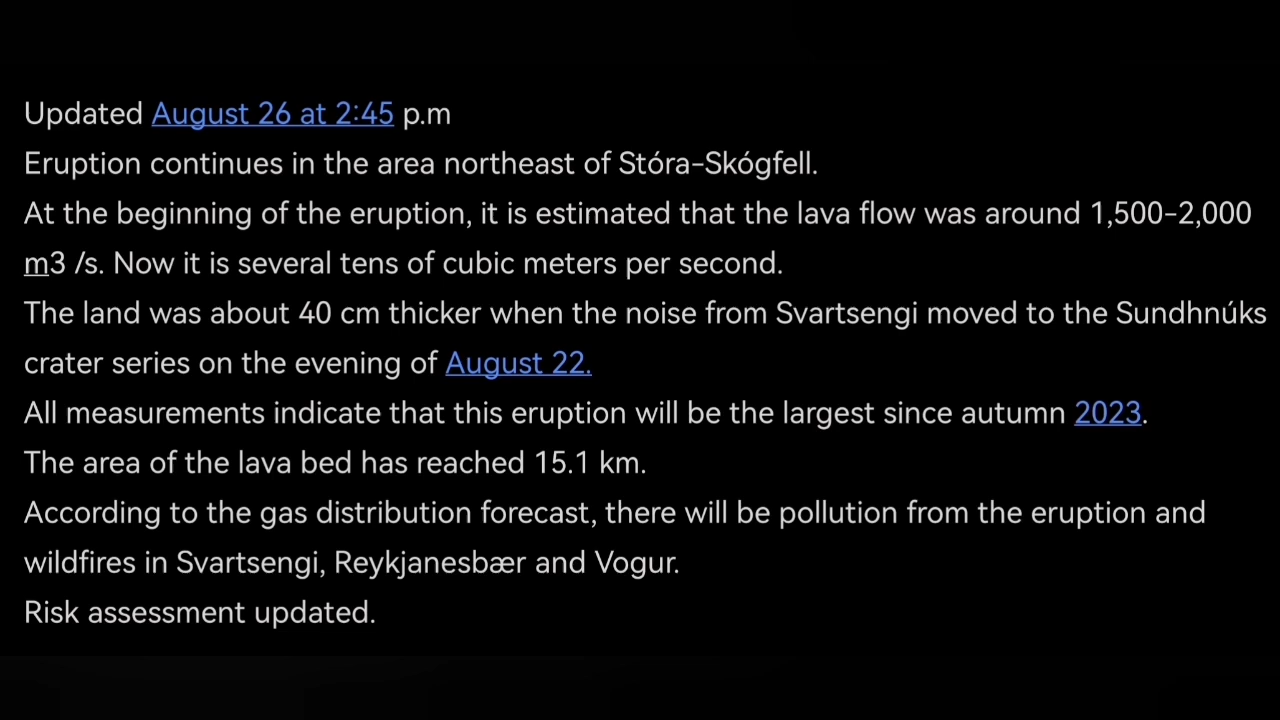 Updated August 26 at 2:45 p.m
Eruption continues in the area northeast of Stóra-Skógfell.
At the beginning of the eruption, it is estimated that the lava flow was around 1,500-2,000
m3 /s. Now it is several tens of cubic meters per second.
The land was about 40 cm thicker when the noise from Svartsengi moved to the Sundhnúks
crater series on the evening of August 22.
All measurements indicate that this eruption will be the largest since autumn 2023.
The area of the lava bed has reached 15.1 km.
According to the gas distribution forecast, there will be pollution from the eruption and
wildfires in Svartsengi, Reykjanesbær and Vogur.
Risk assessment updated.